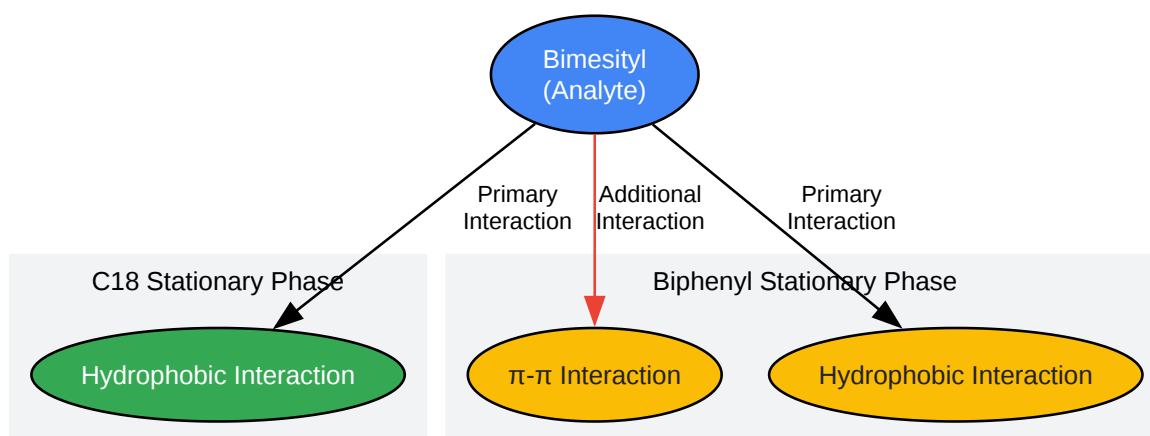 Bimesityl
(Analyte)
Primary
Interaction
Additional
Interaction
Primary
Interaction
C18 Stationary Phase
Biphenyl Stationary Phase
Hydrophobic Interaction
π-π Interaction
Hydrophobic Interaction